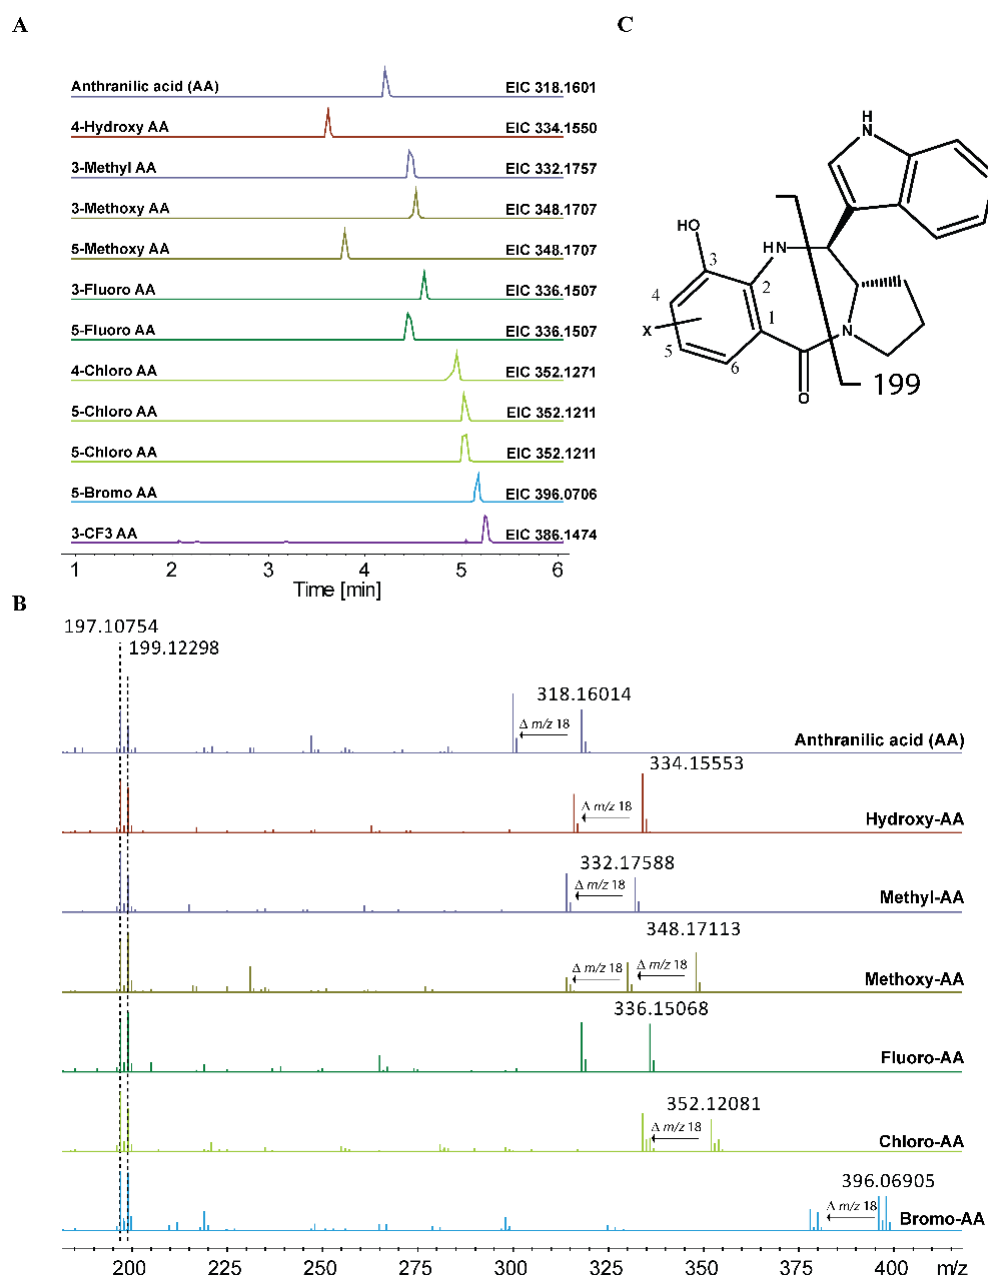 A
Anthranilic acid (AA) EIC 318.1601
4-Hydroxy AA EIC 334.1550
3-Methyl AA EIC 332.1757
3-Methoxy AA EIC 348.1707
5-Methoxy AA EIC 348.1707
3-Fluoro AA EIC 336.1507
5-Fluoro AA EIC 336.1507
4-Chloro AA EIC 352.1271
5-Chloro AA EIC 352.1211
5-Chloro AA EIC 352.1211
5-Bromo AA EIC 396.0706
3-CF3 AA EIC 386.1474
1 2 3 4 5 6
Time [min]
C
H
N
HO
HN
3
4
2
X
1
N
5
6
O
199
B
197.10754
199.12298
318.16014
Δ m/z 18
Anthranilic acid (AA)
334.15553
Δ m/z 18
Hydroxy-AA
332.17588
Δ m/z 18
Methyl-AA
348.17113
Δ m/z 18 Δ m/z 18
Methoxy-AA
336.15068
Fluoro-AA
352.12081
Δ m/z 18
Chloro-AA
396.06905
Δ m/z 18
Bromo-AA
200 225 250 275 300 325 350 375 400 m/z